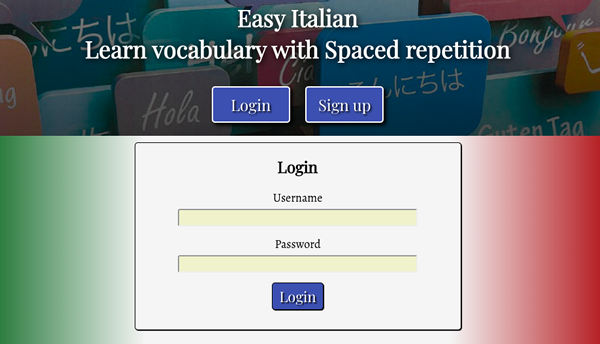 Easy Italian
Learn vocabulary with Spaced repetition
んにちは
Hola
Cia
んにちは
Bonjour
Guten Tag
ng
Login
Sign up
Login
Username
Password
Login